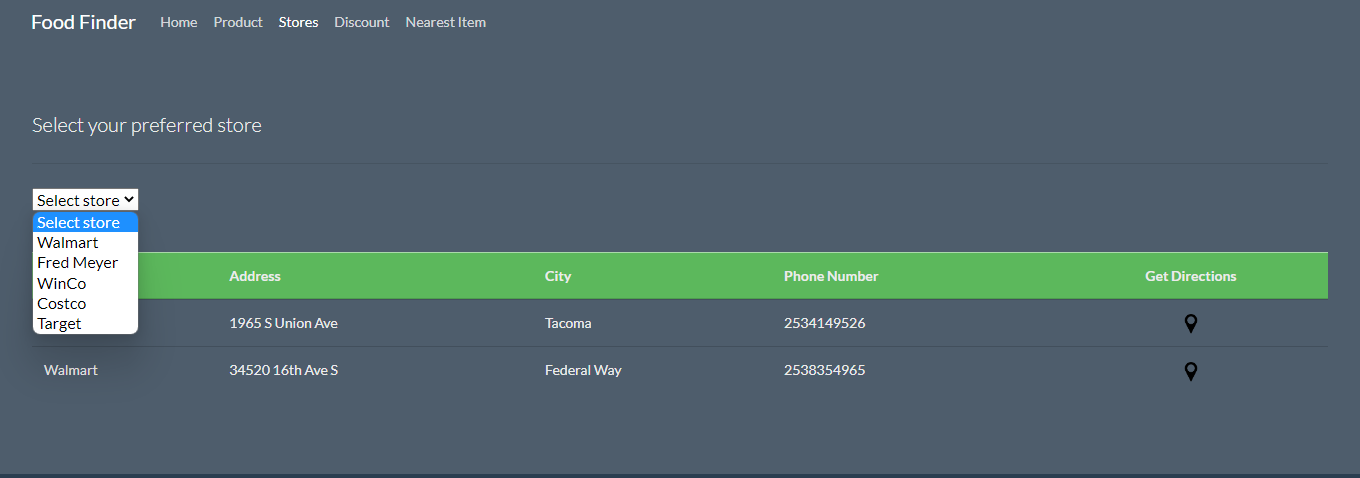 Food Finder Home Product Stores Discount Nearest Item
Select your preferred store
Select store
Select store
Walmart
Fred Meyer
WinCo
Costco
Target
Address City Phone Number Get Directions
1965 S Union Ave Tacoma 2534149526
Walmart 34520 16th Ave S Federal Way 2538354965